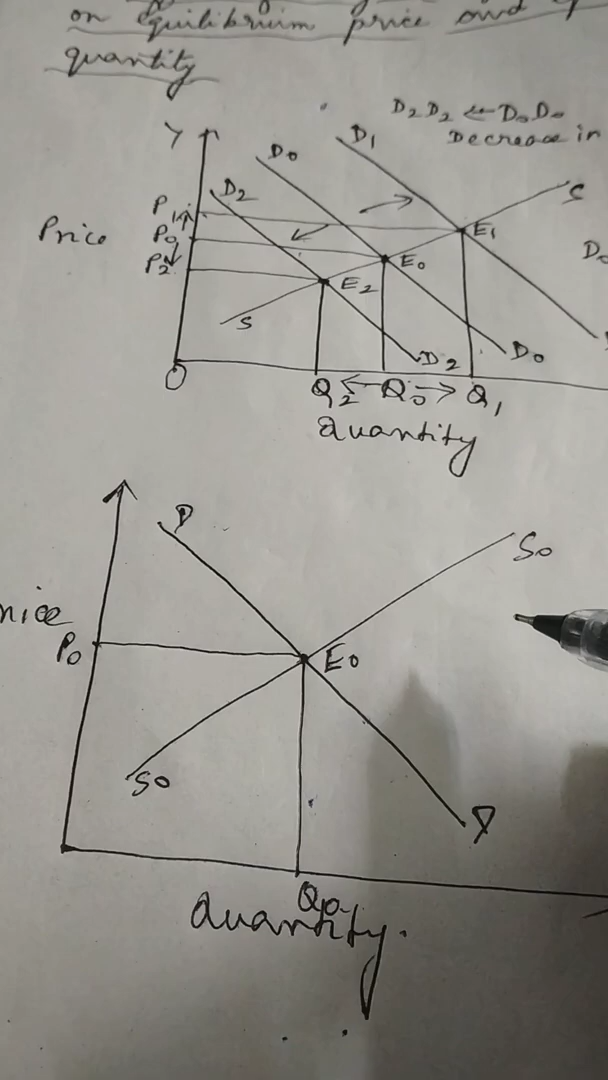 on equilibrium price and
quantity
D₂D₂ ← D₀D₀
Decrease in
Y
D₁
D₀
D₂
S
P₁
E₁
Price
P₀
E₀
P₂
E₂
S
D₂
D₀
O
Q₂ ← Q₀ → Q₁
Quantity
D
S₀
P₀
E₀
S₀
D
Q₀
Quantity.